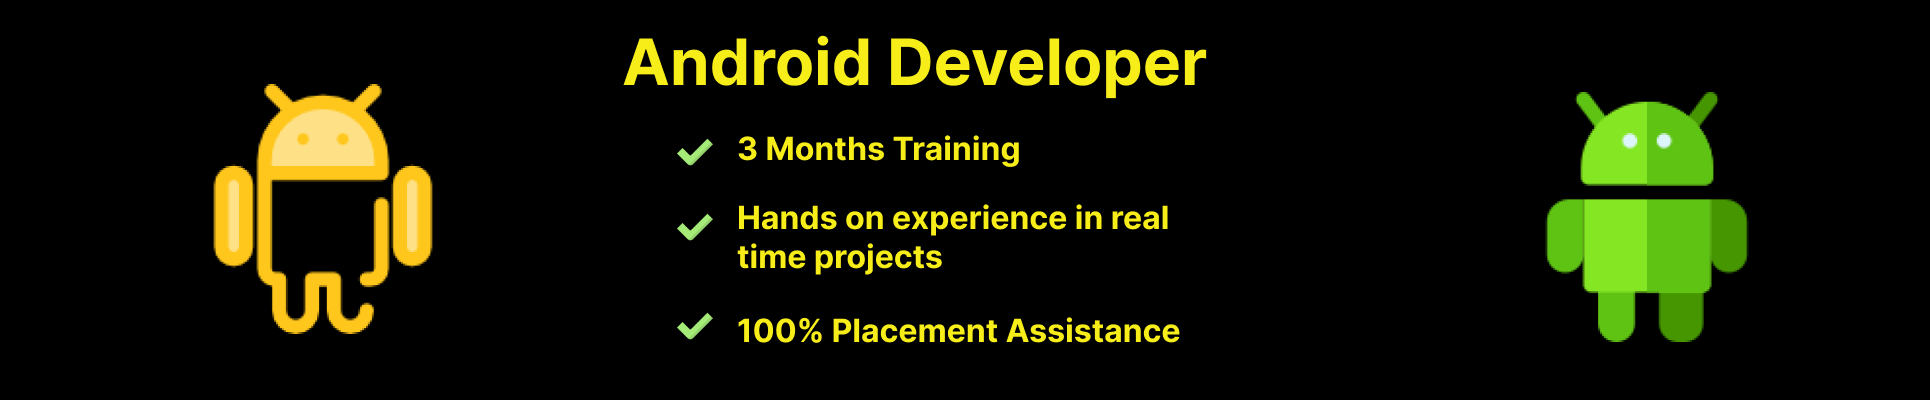 Android Developer
3 Months Training
Hands on experience in real
time projects
100% Placement Assistance